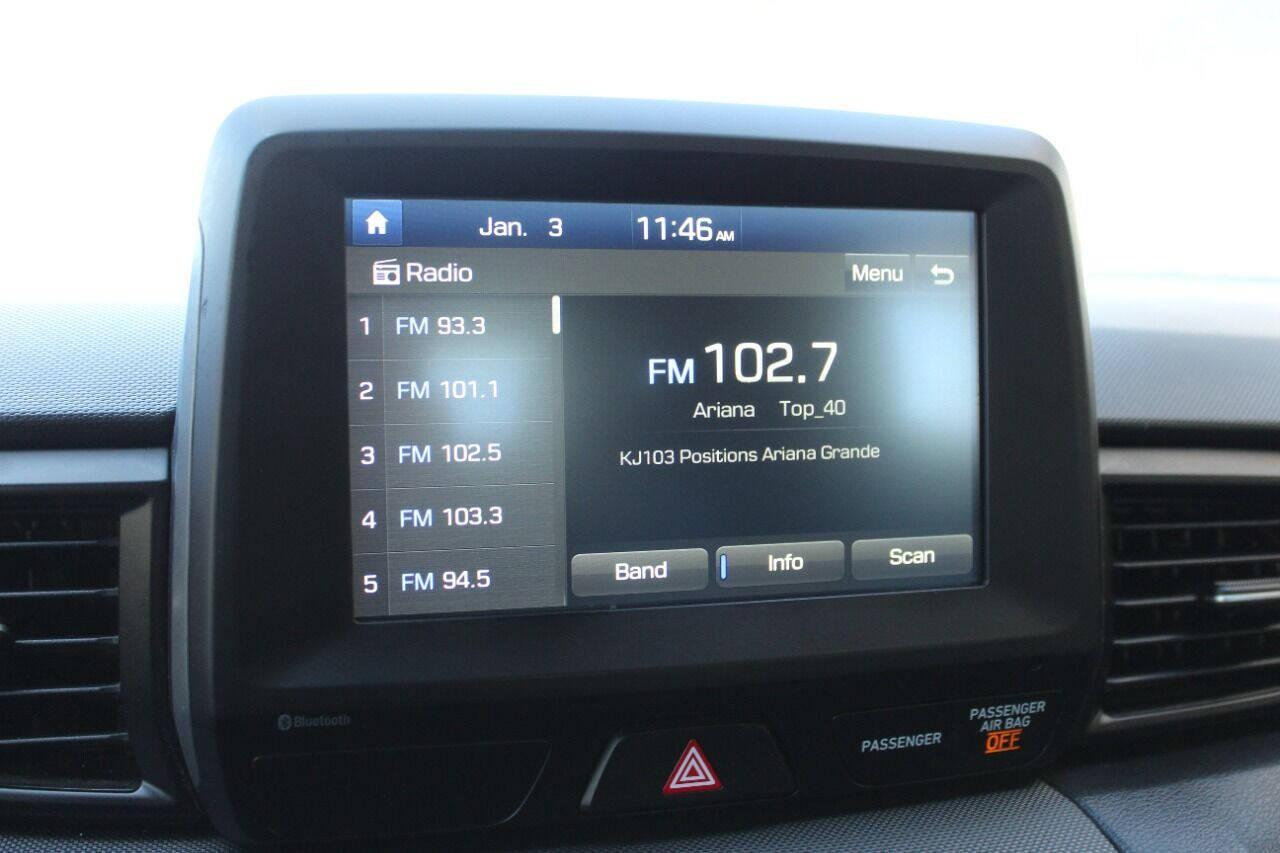 Jan. 3 11:46 AM
Radio Menu
1 FM 93.3
2 FM 101.1
3 FM 102.5
4 FM 103.3
5 FM 94.5
FM 102.7
Ariana Top_40
KJ103 Positions Ariana Grande
Band Info Scan
Bluetooth
PASSENGER
PASSENGER
AIR BAG
OFF